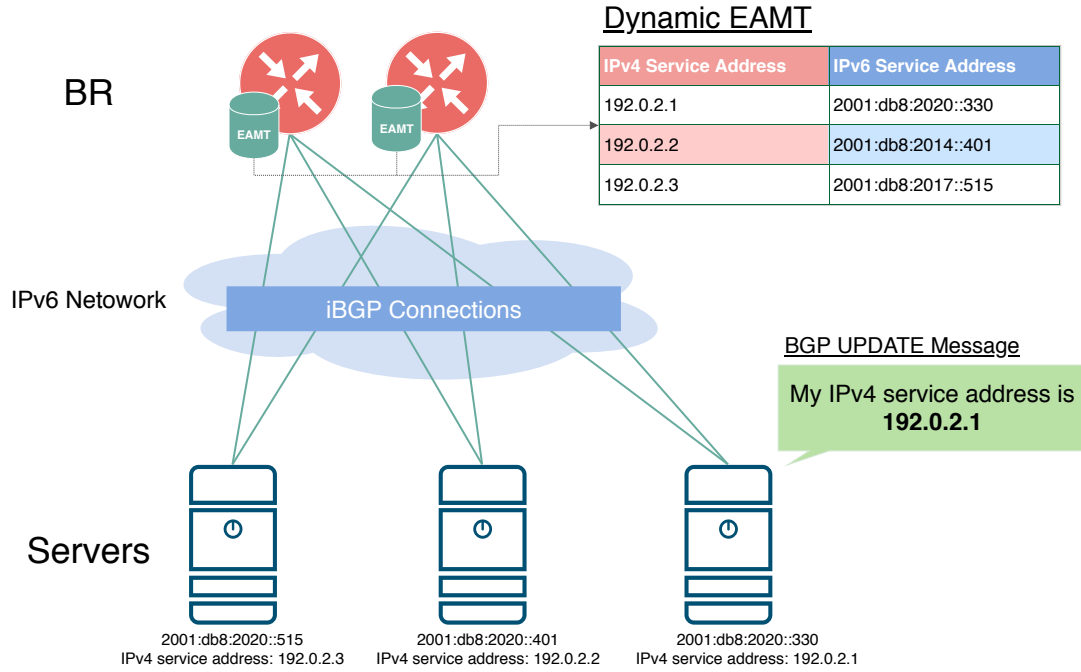 Dynamic EAMT
IPv4 Service Address IPv6 Service Address
192.0.2.1 2001:db8:2020::330
192.0.2.2 2001:db8:2014::401
192.0.2.3 2001:db8:2017::515
BR
EAMT EAMT
IPv6 Netowork
iBGP Connections
BGP UPDATE Message
My IPv4 service address is
192.0.2.1
Servers
2001:db8:2020::515
IPv4 service address: 192.0.2.3
2001:db8:2020::401
IPv4 service address: 192.0.2.2
2001:db8:2020::330
IPv4 service address: 192.0.2.1